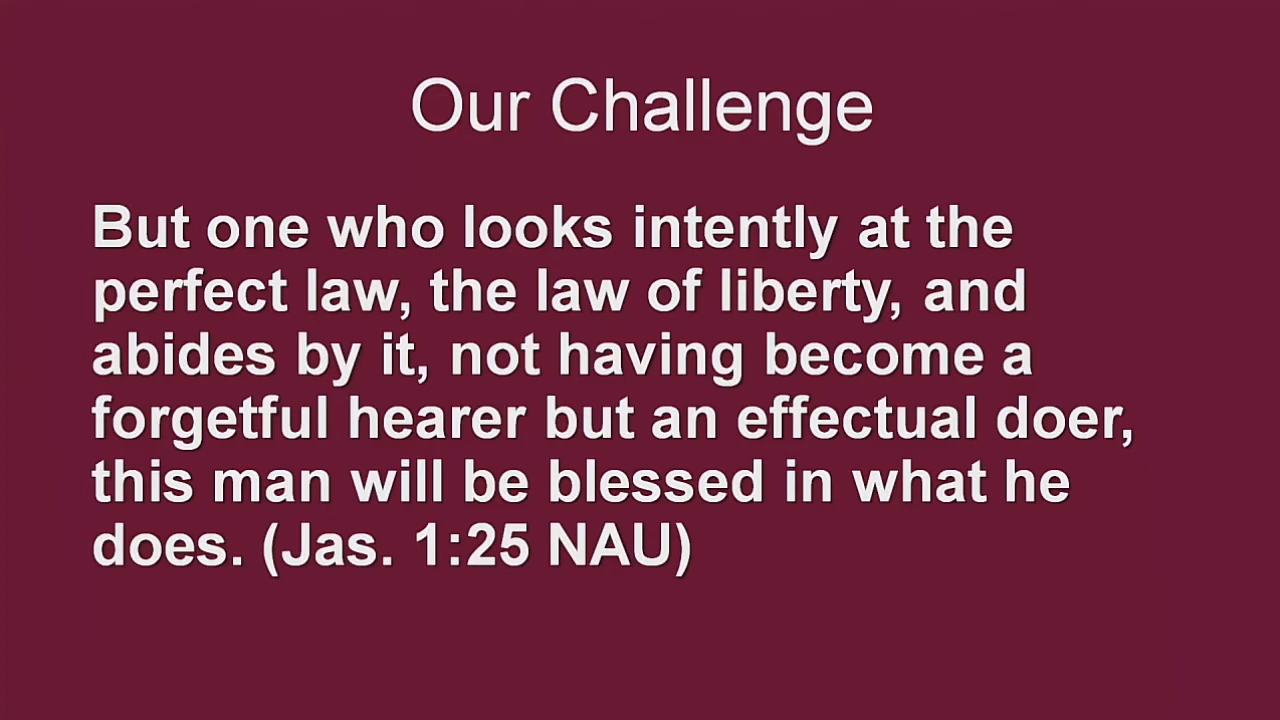 Our Challenge
But one who looks intently at the
perfect law, the law of liberty, and
abides by it, not having become a
forgetful hearer but an effectual doer,
this man will be blessed in what he
does. (Jas. 1:25 NAU)